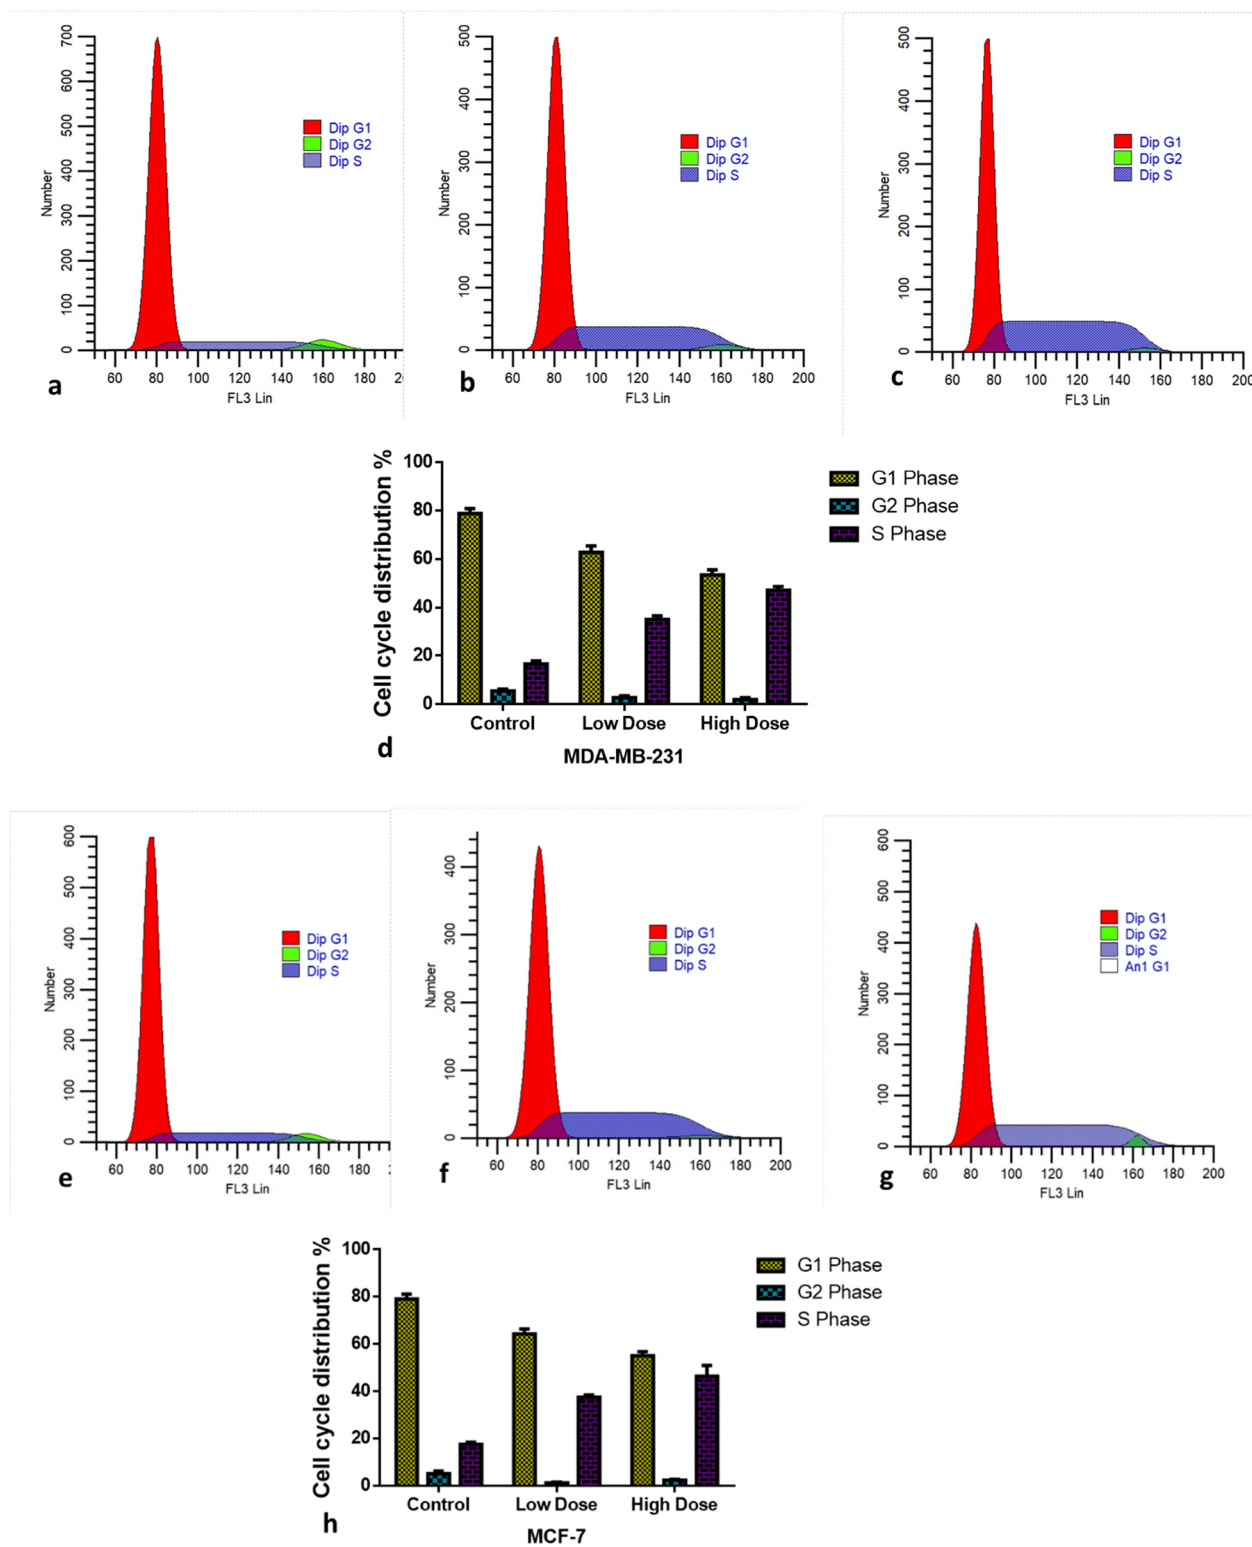 700
600
500
400
300
200
100
0
Number
60 80 100 120 140 160 180 2
FL3 Lin
Dip G1
Dip G2
Dip S
a
500
400
300
200
100
0
Number
60 80 100 120 140 160 180 200
FL3 Lin
Dip G1
Dip G2
Dip S
b
500
400
300
200
100
0
Number
60 80 100 120 140 160 180 200
FL3 Lin
Dip G1
Dip G2
Dip S
c
Cell cycle distribution %
100
80
60
40
20
0
Control Low Dose High Dose
MDA-MB-231
G1 Phase
G2 Phase
S Phase
d
600
500
400
300
200
100
0
Number
60 80 100 120 140 160 180
FL3 Lin
Dip G1
Dip G2
Dip S
e
400
300
200
100
0
Number
60 80 100 120 140 160 180 200
FL3 Lin
Dip G1
Dip G2
Dip S
f
600
500
400
300
200
100
0
Number
60 80 100 120 140 160 180 200
FL3 Lin
Dip G1
Dip G2
Dip S
An1 G1
g
Cell cycle distribution %
100
80
60
40
20
0
Control Low Dose High Dose
MCF-7
G1 Phase
G2 Phase
S Phase
h